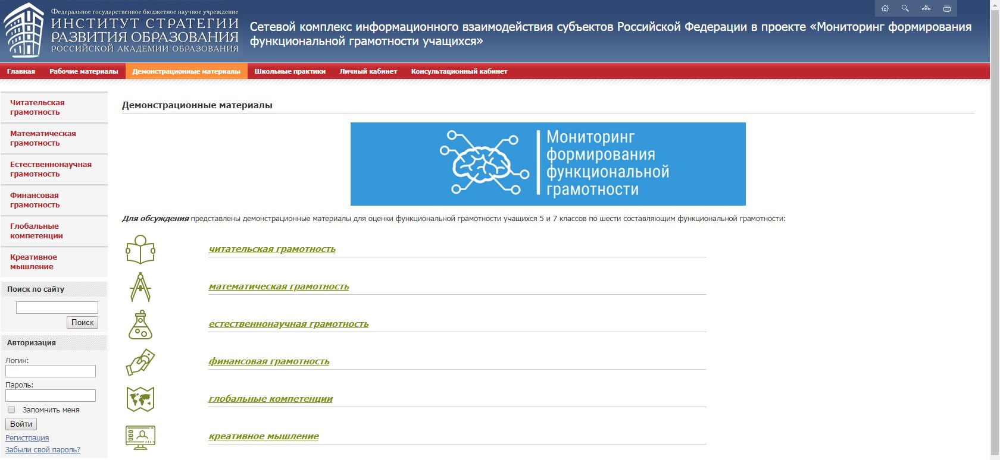 Федеральное государственное бюджетное научное учреждение
ИНСТИТУТ СТРАТЕГИИ
РАЗВИТИЯ ОБРАЗОВАНИЯ
РОССИЙСКОЙ АКАДЕМИИ ОБРАЗОВАНИЯ
Сетевой комплекс информационного взаимодействия субъектов Российской Федерации в проекте «Мониторинг формирования
функциональной грамотности учащихся»
Главная Рабочие материалы Демонстрационные материалы Школьные практики Личный кабинет Консультационный кабинет
Читательская
грамотность
Математическая
грамотность
Естественнонаучная
грамотность
Финансовая
грамотность
Глобальные
компетенции
Креативное
мышление
Поиск по сайту
Поиск
Авторизация
Логин:
Пароль:
Запомнить меня
Войти
Регистрация
Забыли свой пароль?
Демонстрационные материалы
Мониторинг
формирования
функциональной
грамотности
Для обсуждения представлены демонстрационные материалы для оценки функциональной грамотности учащихся 5 и 7 классов по шести составляющим функциональной грамотности:
читательская грамотность
математическая грамотность
естественнонаучная грамотность
финансовая грамотность
глобальные компетенции
креативное мышление